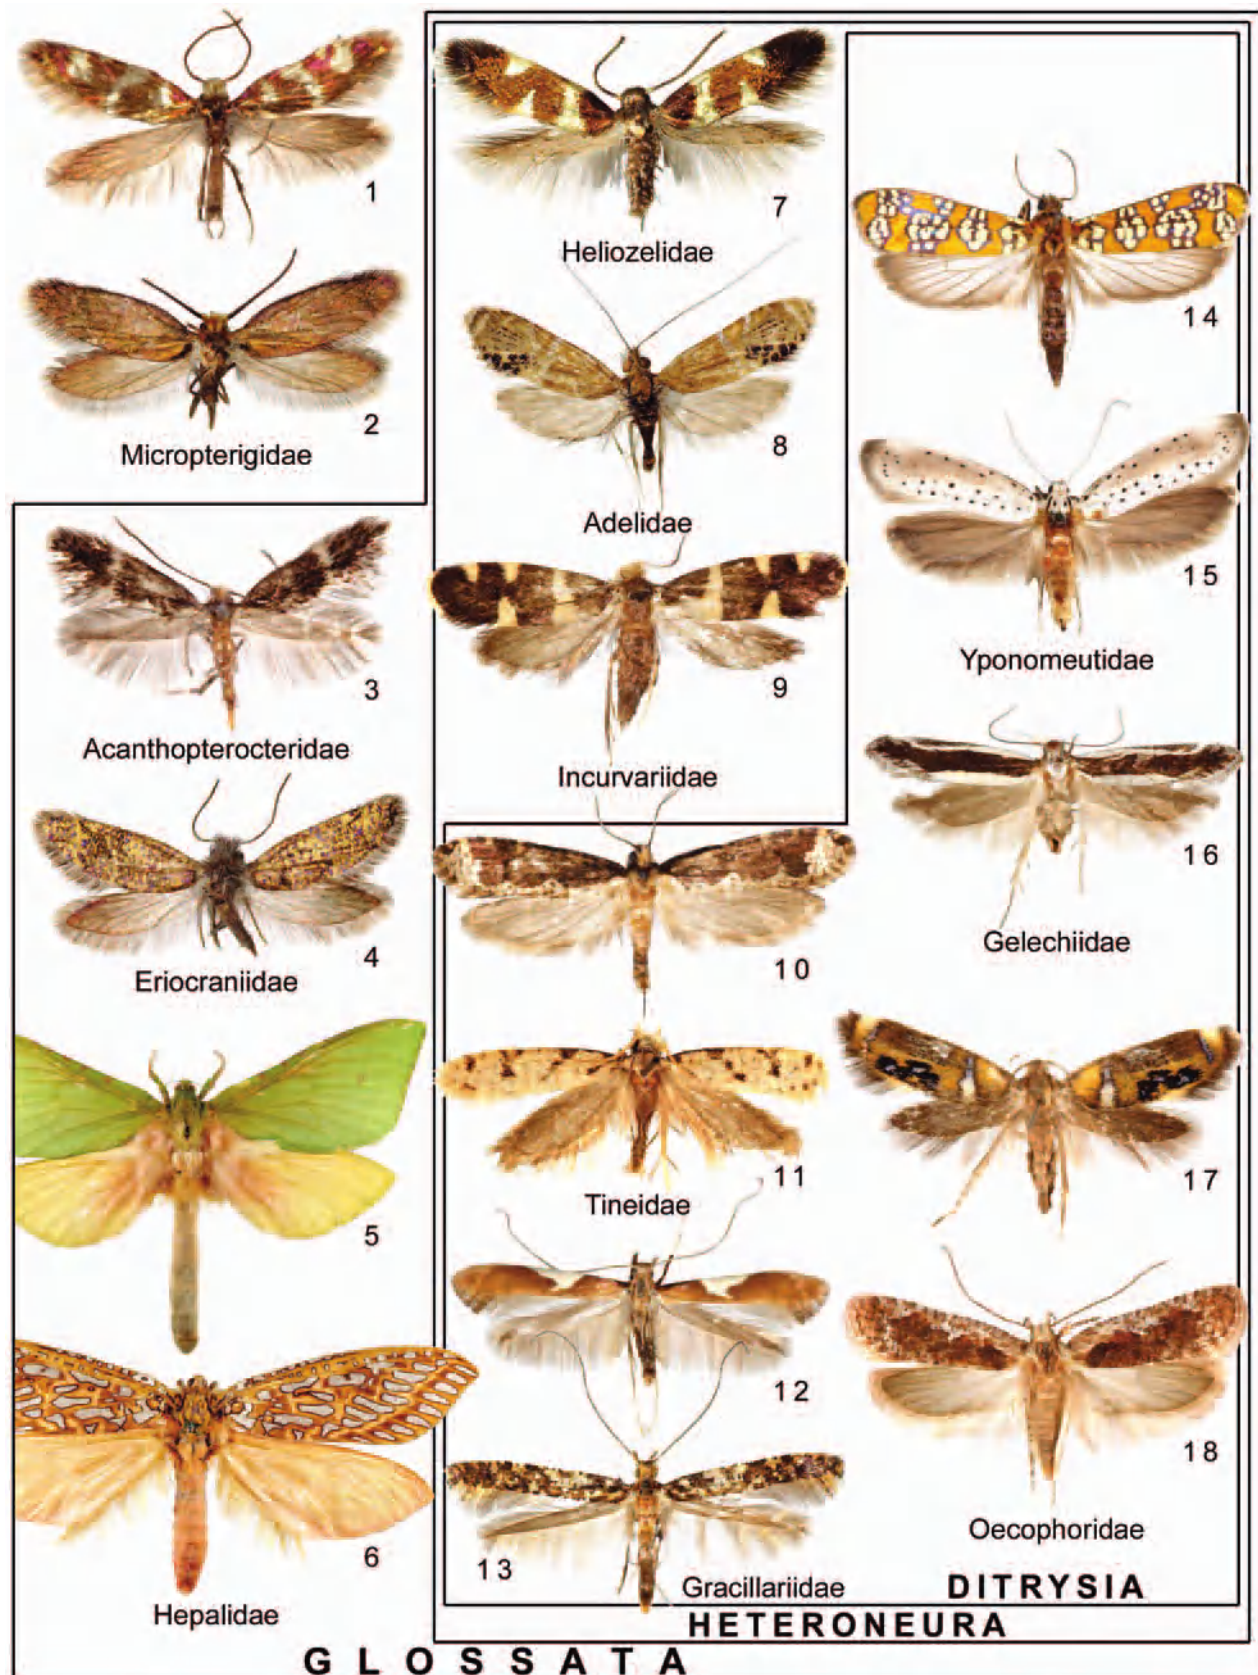 1
2
Micropterigidae
3
Acanthopteroctetidae
4
Eriocraniidae
5
6
Hepalidae
7
Heliozelidae
8
Adelidae
9
Incurvariidae
10
11
Tineidae
12
13
Gracillariidae
14
15
Yponomeutidae
16
Gelechiidae
17
18
Oecophoridae
DITRYSIA
HETERONEURA
GLOSSATA